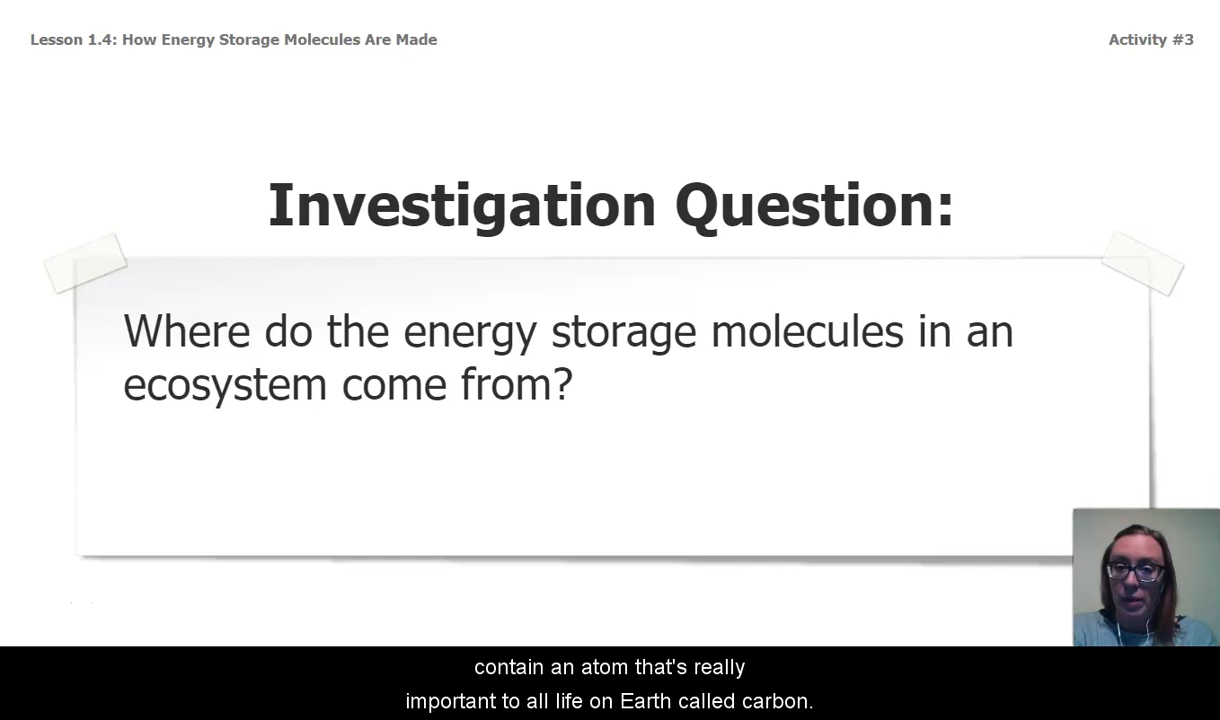 Lesson 1.4: How Energy Storage Molecules Are Made
Activity #3
Investigation Question:
Where do the energy storage molecules in an
ecosystem come from?
contain an atom that's really
important to all life on Earth called carbon.